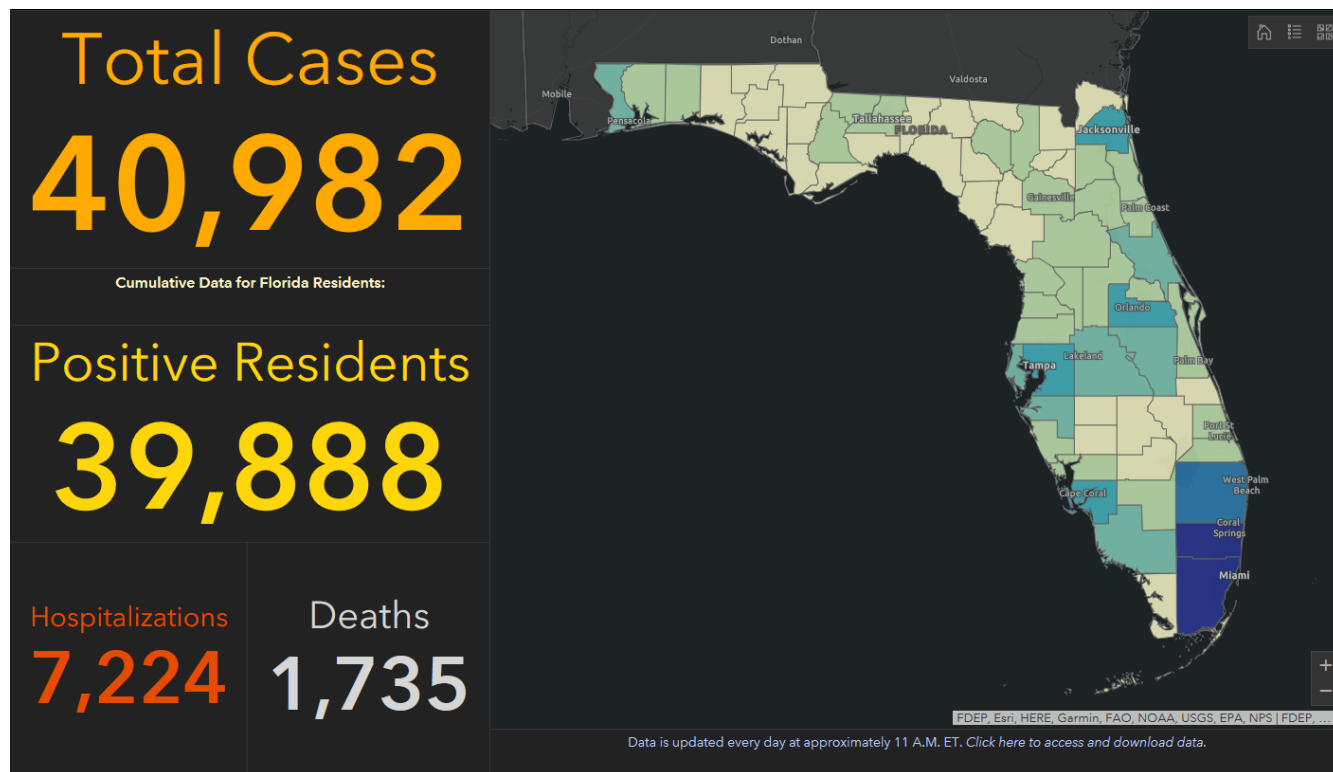 Total Cases
40,982
Cumulative Data for Florida Residents:
Positive Residents
39,888
Hospitalizations
7,224
Deaths
1,735
Dothan
Valdosta
Mobile
Pensacola
Tallahassee
FLORIDA
Jacksonville
Gainesville
Palm Coast
Orlando
Lakeland
Tampa
Palm Bay
Port St
Lucie
West Palm
Beach
Cape Coral
Coral
Springs
Miami
+
−
FDEP, Esri, HERE, Garmin, FAO, NOAA, USGS, EPA, NPS | FDEP, ...
Data is updated every day at approximately 11 A.M. ET. Click here to access and download data.